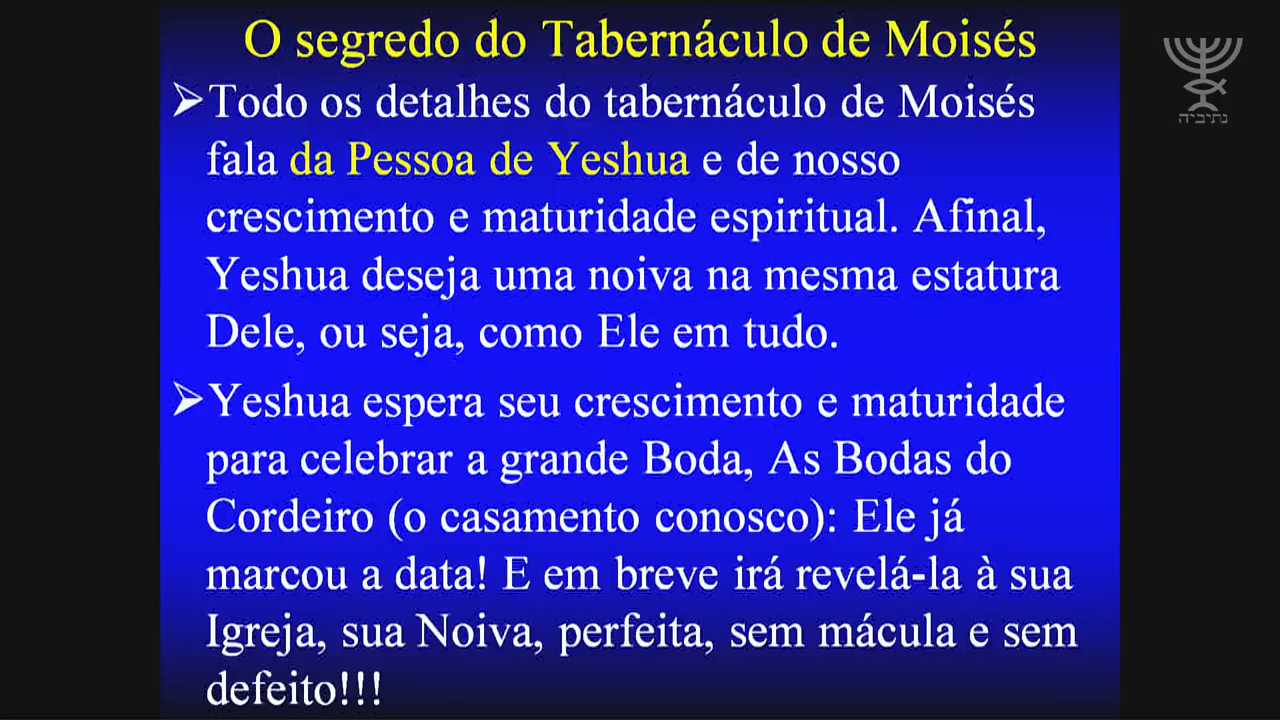 O segredo do Tabernáculo de Moisés
➢Todo os detalhes do tabernáculo de Moisés
fala da Pessoa de Yeshua e de nosso
crescimento e maturidade espiritual. Afinal,
Yeshua deseja uma noiva na mesma estatura
Dele, ou seja, como Ele em tudo.
➢Yeshua espera seu crescimento e maturidade
para celebrar a grande Boda, As Bodas do
Cordeiro (o casamento conosco): Ele já
marcou a data! E em breve irá revelá-la à sua
Igreja, sua Noiva, perfeita, sem mácula e sem
defeito!!!
נתיביה